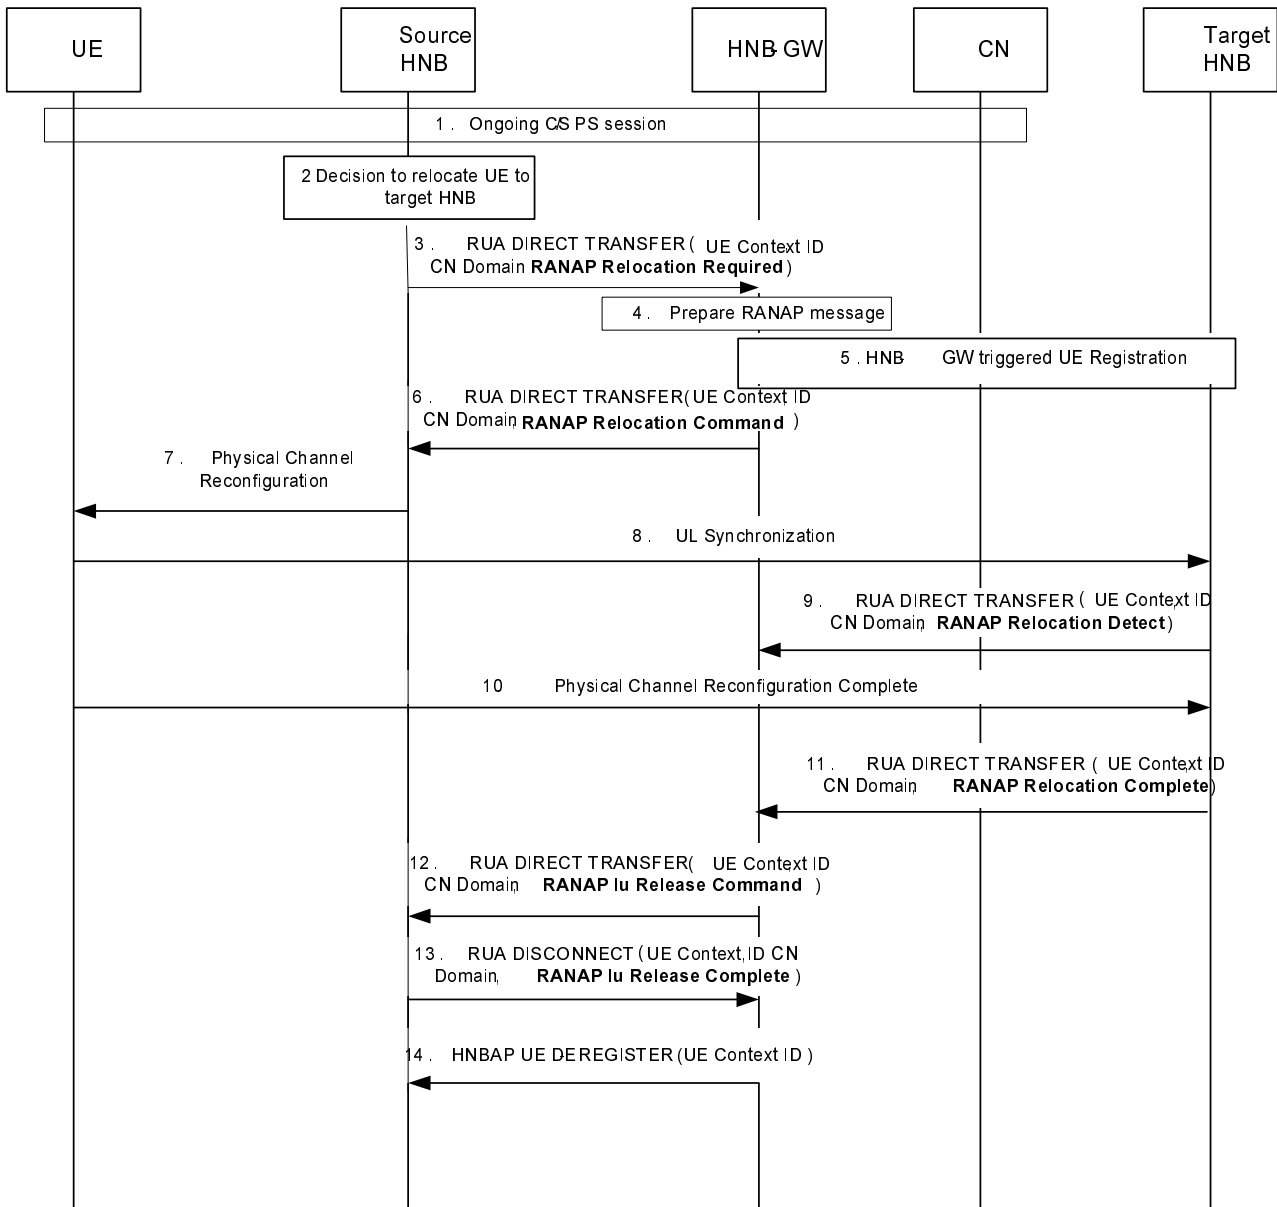 UE
Source
HNB
HNB-GW
CN
Target
HNB
1. Ongoing CS/PS session
2 Decision to relocate UE to
target HNB
3. RUA DIRECT TRANSFER( UE Context ID
CN Domain RANAP Relocation Required)
4. Prepare RANAP message
5. HNB- GW triggered UE Registration
6. RUA DIRECT TRANSFER(UE Context, ID
CN Domain, RANAP Relocation Command )
7. Physical Channel
Reconfiguration
8. UL Synchronization
9. RUA DIRECT TRANSFER ( UE Context, ID
CN Domain, RANAP Relocation Detect)
10 Physical Channel Reconfiguration Complete
11. RUA DIRECT TRANSFER ( UE Context, ID
CN Domain, RANAP Relocation Complete)
12. RUA DIRECT TRANSFER( UE Context, ID
CN Domain, RANAP Iu Release Command )
13. RUA DISCONNECT (UE Context, ID CN
Domain, RANAP Iu Release Complete )
14. HNBAP UE DE-REGISTER (UE Context ID )